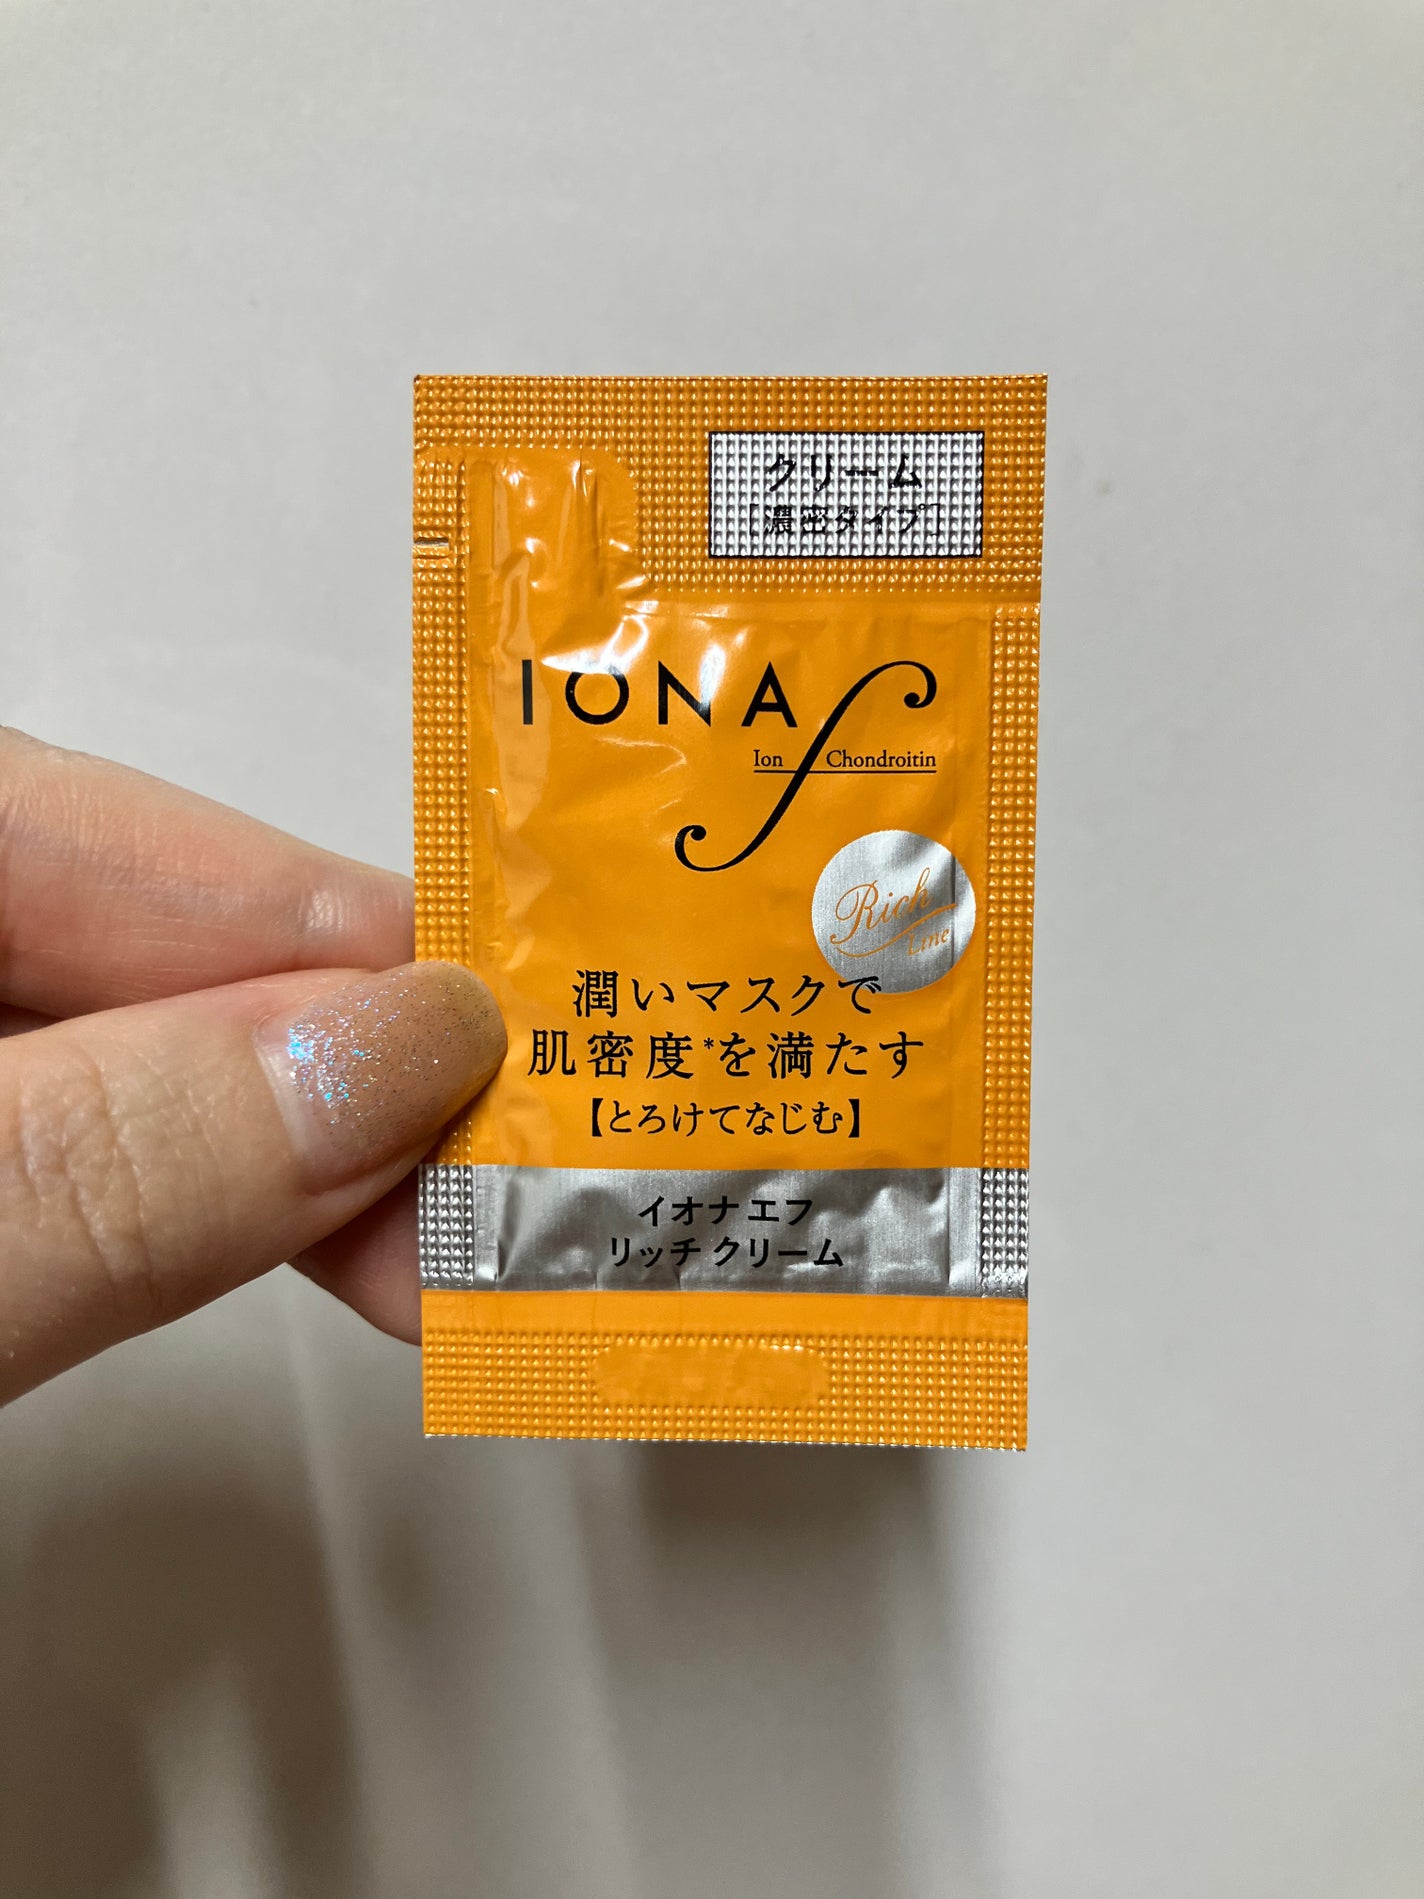 クリーム
[濃密タイプ]
IONA f
Ion Chondroitin
Rich
Line
潤いマスクで
肌密度*を満たす
【とろけてなじむ】
イオナ エフ
リッチ クリーム